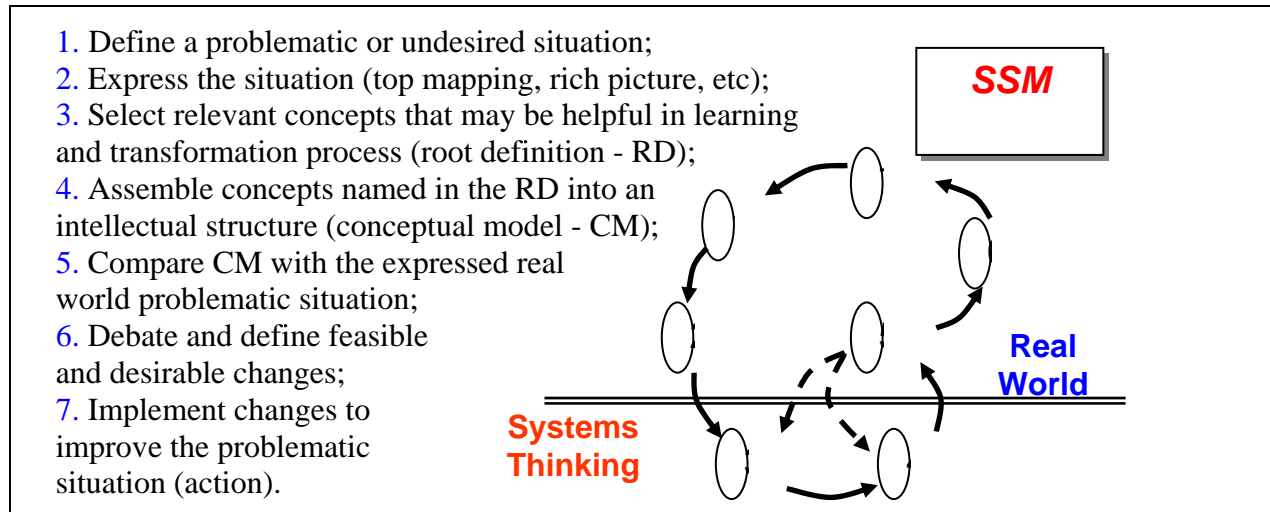 1. Define a problematic or undesired situation;
2. Express the situation (top mapping, rich picture, etc);
3. Select relevant concepts that may be helpful in learning
and transformation process (root definition - RD);
4. Assemble concepts named in the RD into an
intellectual structure (conceptual model - CM);
5. Compare CM with the expressed real
world problematic situation;
6. Debate and define feasible
and desirable changes;
7. Implement changes to
improve the problematic
situation (action).
SSM
Real
World
Systems
Thinking